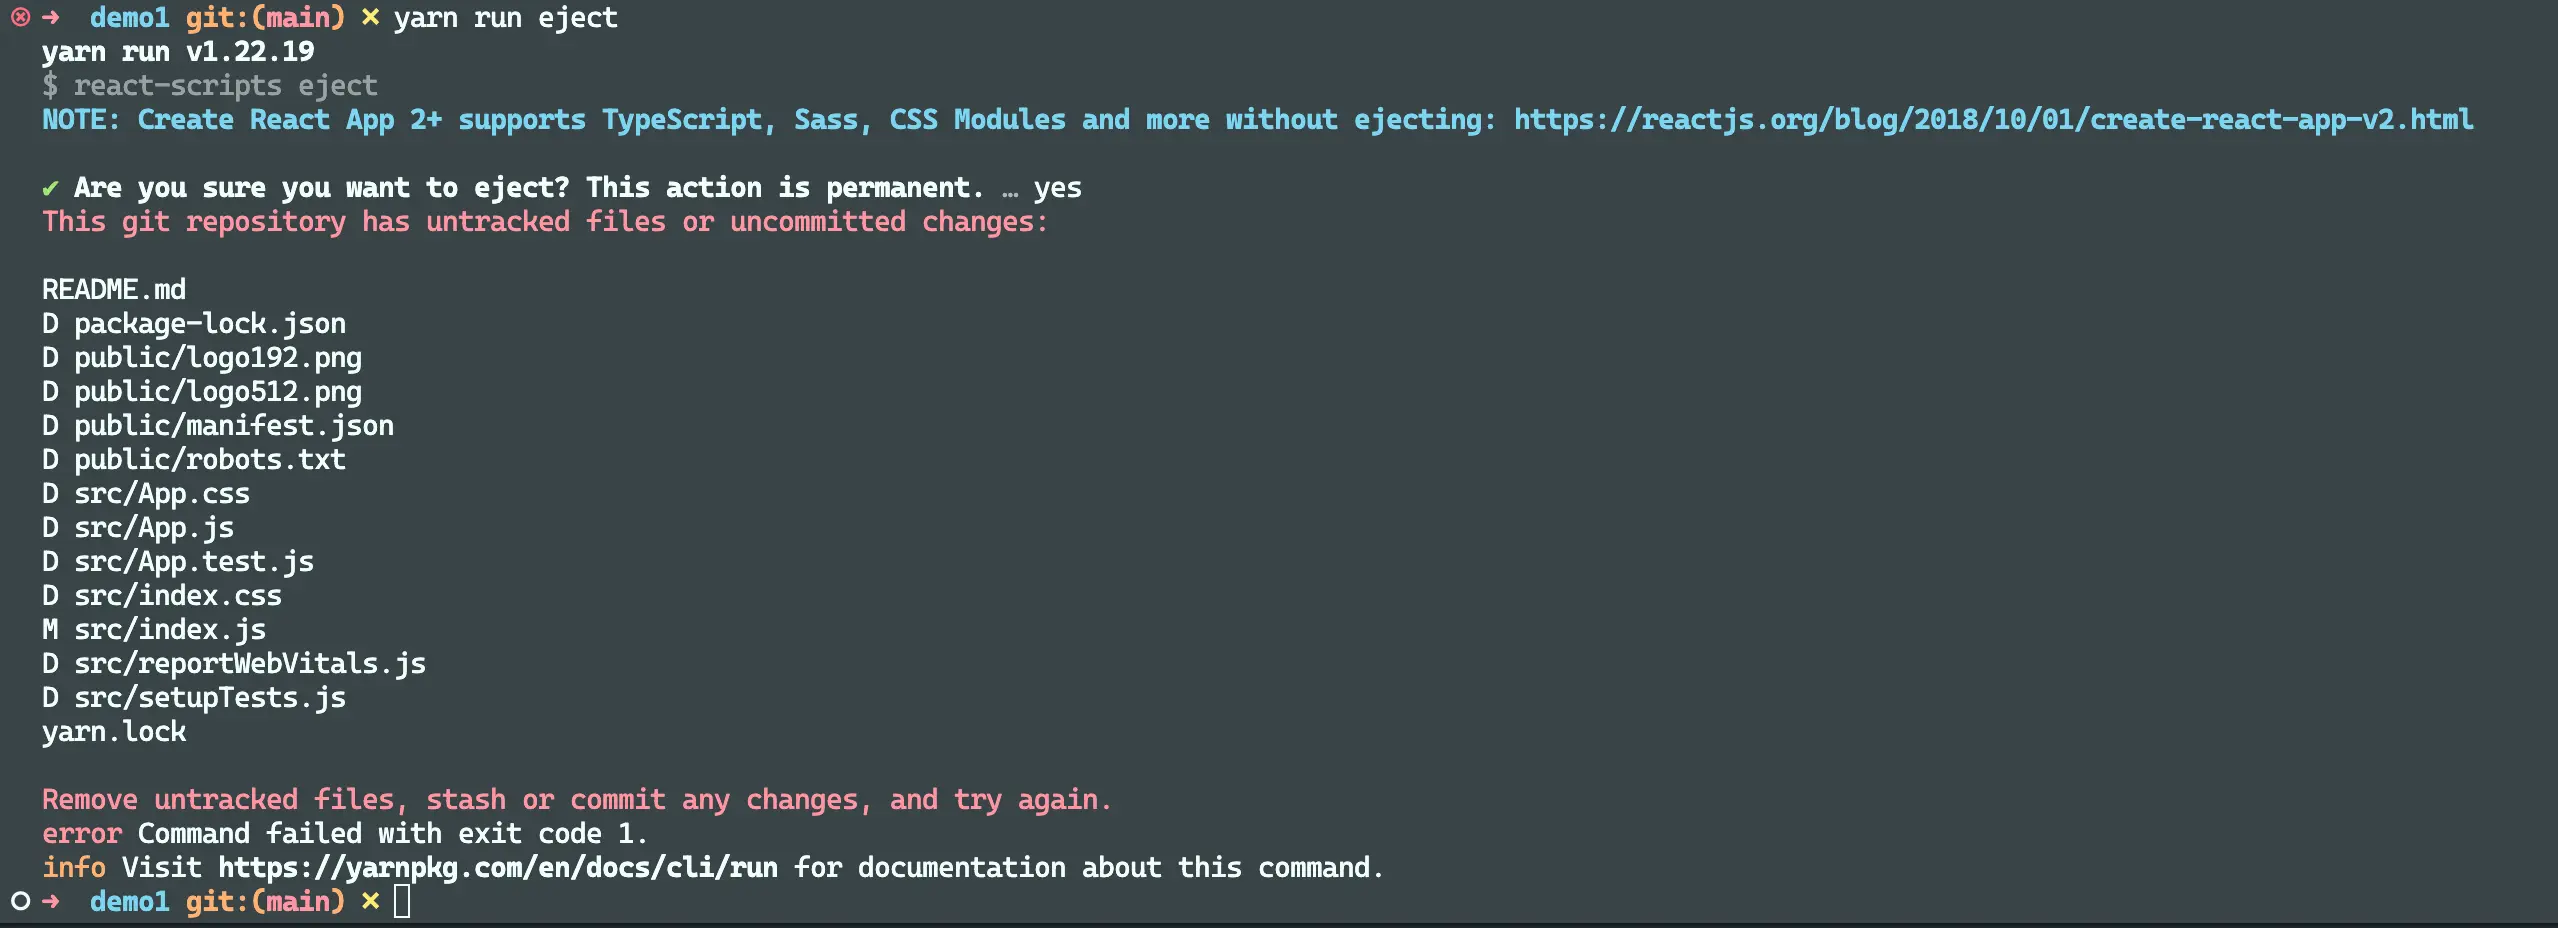 ➜  demo1 git:(main) ✗ yarn run eject
yarn run v1.22.19
$ react-scripts eject
NOTE: Create React App 2+ supports TypeScript, Sass, CSS Modules and more without ejecting: https://reactjs.org/blog/2018/10/01/create-react-app-v2.html
✔ Are you sure you want to eject? This action is permanent. … yes
This git repository has untracked files or uncommitted changes:
README.md
D package-lock.json
D public/logo192.png
D public/logo512.png
D public/manifest.json
D public/robots.txt
D src/App.css
D src/App.js
D src/App.test.js
D src/index.css
M src/index.js
D src/reportWebVitals.js
D src/setupTests.js
yarn.lock
Remove untracked files, stash or commit any changes, and try again.
error Command failed with exit code 1.
info Visit https://yarnpkg.com/en/docs/cli/run for documentation about this command.
➜  demo1 git:(main) ✗